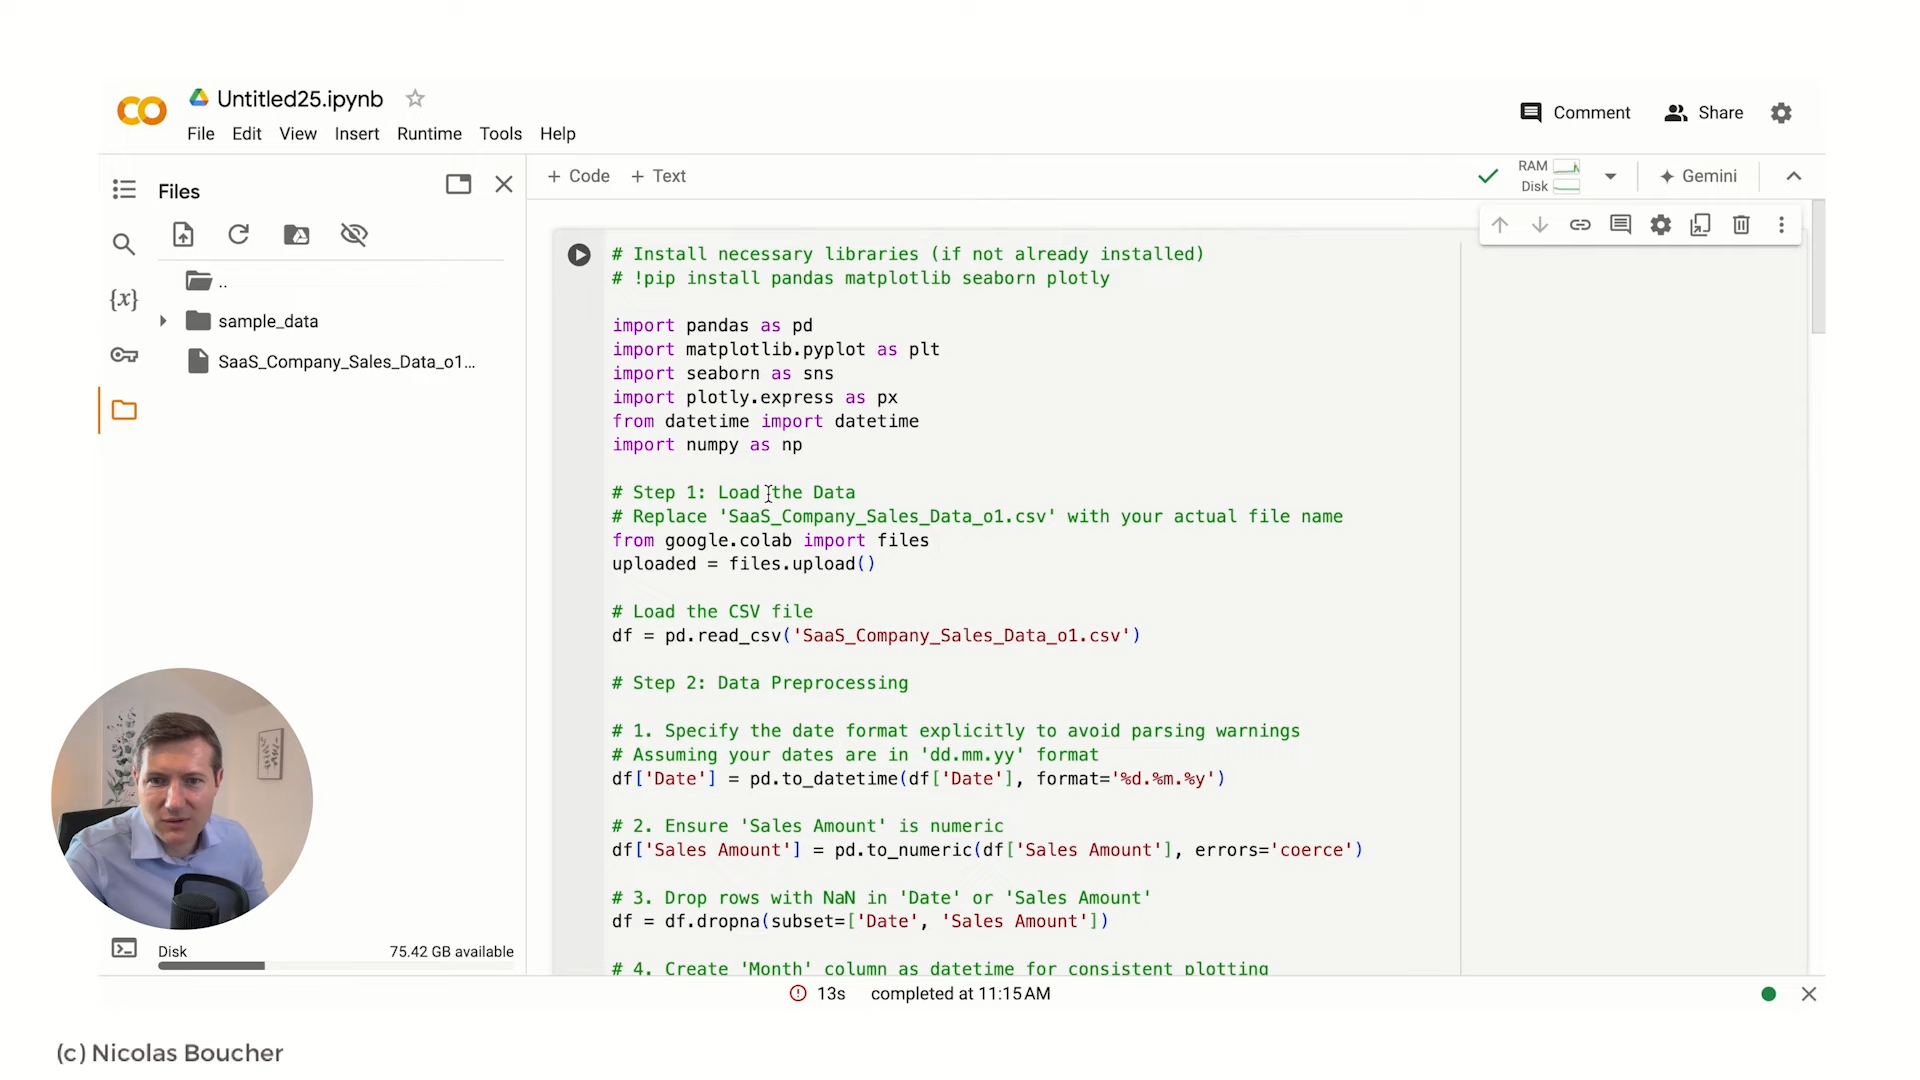 Untitled25.ipynb
File Edit View Insert Runtime Tools Help
Comment
Share
Files
+ Code + Text
RAM
Disk
Gemini
..
sample_data
SaaS_Company_Sales_Data_o1...
{x}
# Install necessary libraries (if not already installed)
# !pip install pandas matplotlib seaborn plotly
import pandas as pd
import matplotlib.pyplot as plt
import seaborn as sns
import plotly.express as px
from datetime import datetime
import numpy as np
# Step 1: Load the Data
# Replace 'SaaS_Company_Sales_Data_o1.csv' with your actual file name
from google.colab import files
uploaded = files.upload()
# Load the CSV file
df = pd.read_csv('SaaS_Company_Sales_Data_o1.csv')
# Step 2: Data Preprocessing
# 1. Specify the date format explicitly to avoid parsing warnings
# Assuming your dates are in 'dd.mm.yy' format
df['Date'] = pd.to_datetime(df['Date'], format='%d.%m.%y')
# 2. Ensure 'Sales Amount' is numeric
df['Sales Amount'] = pd.to_numeric(df['Sales Amount'], errors='coerce')
# 3. Drop rows with NaN in 'Date' or 'Sales Amount'
df = df.dropna(subset=['Date', 'Sales Amount'])
# 4. Create 'Month' column as datetime for consistent plotting
Disk 75.42 GB available
13s completed at 11:15 AM
(c) Nicolas Boucher